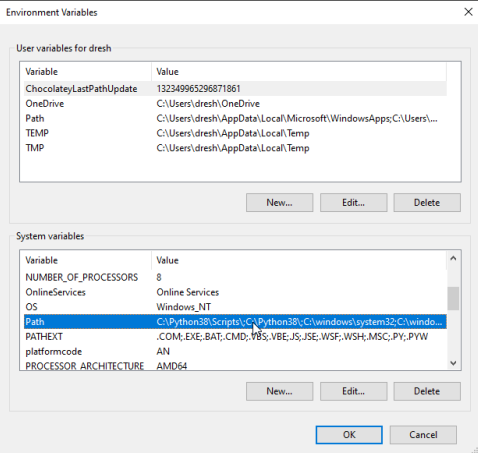 Environment Variables
User variables for dresh
Variable Value
ChocolateyLastPathUpdate 132349965296871861
OneDrive C:\Users\dresh\OneDrive
Path C:\Users\dresh\AppData\Local\Microsoft\WindowsApps;C:\Users\...
TEMP C:\Users\dresh\AppData\Local\Temp
TMP C:\Users\dresh\AppData\Local\Temp
New... Edit... Delete
System variables
Variable Value
NUMBER_OF_PROCESSORS 8
OnlineServices Online Services
OS Windows_NT
Path C:\Python38\Scripts\;C:\Python38\;C:\windows\system32;C:\windo...
PATHEXT .COM;.EXE;.BAT;.CMD;.VBS;.VBE;.JS;.JSE;.WSF;.WSH;.MSC;.PY;.PYW
platformcode AN
PROCESSOR_ARCHITECTURE AMD64
New... Edit... Delete
OK Cancel